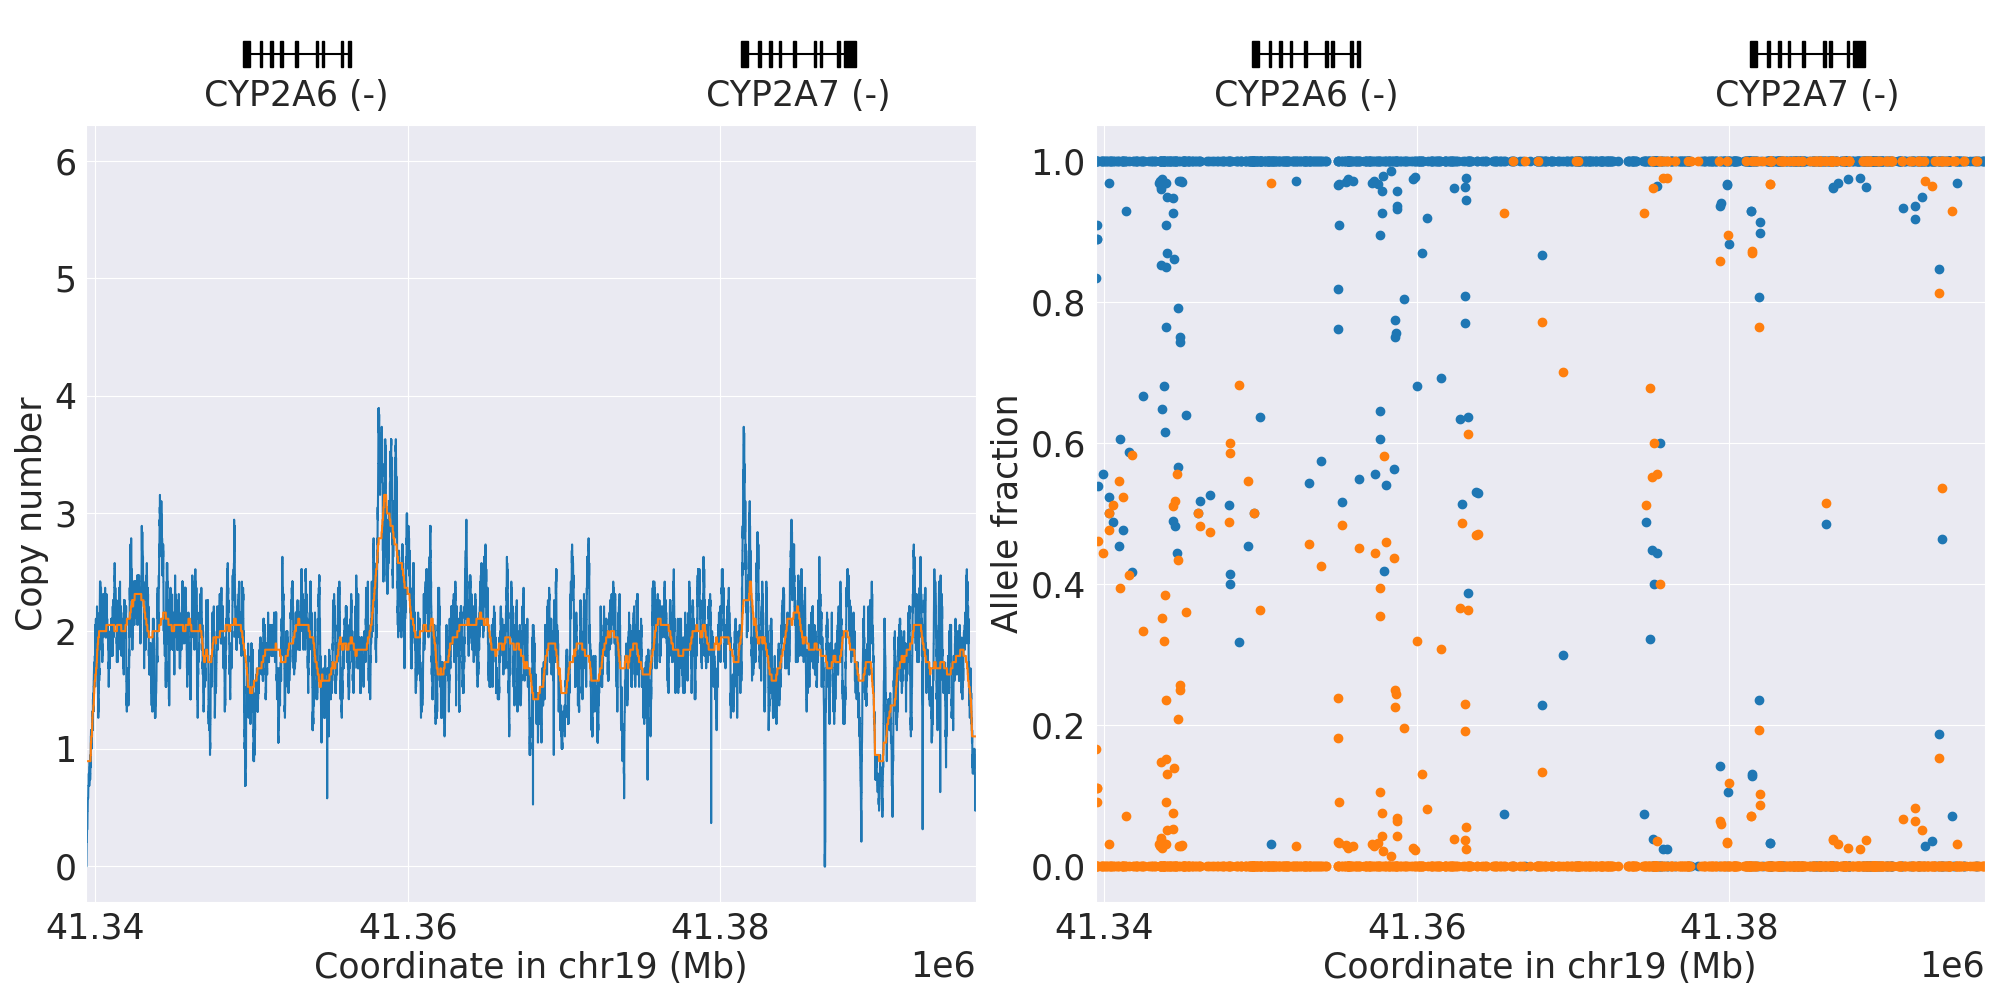 CYP2A6 (-)
CYP2A7 (-)
Copy number
6
5
4
3
2
1
0
41.34
41.36
41.38
Coordinate in chr19 (Mb)
1e6
CYP2A6 (-)
CYP2A7 (-)
Allele fraction
1.0
0.8
0.6
0.4
0.2
0.0
41.34
41.36
41.38
Coordinate in chr19 (Mb)
1e6